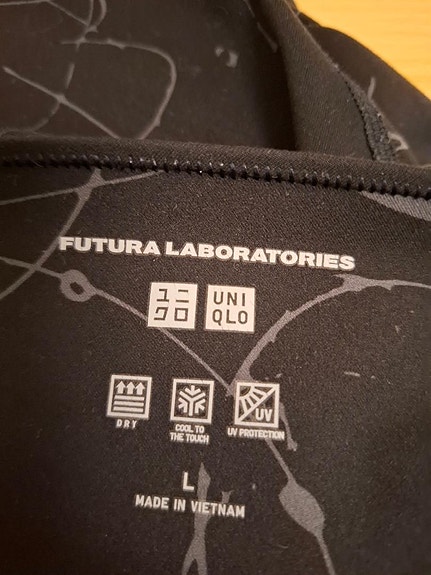 FUTURA LABORATORIES
ユニ UNI
クロ QLO
UV
DRY
COOL TO
THE TOUCH
UV PROTECTION
L
MADE IN VIETNAM